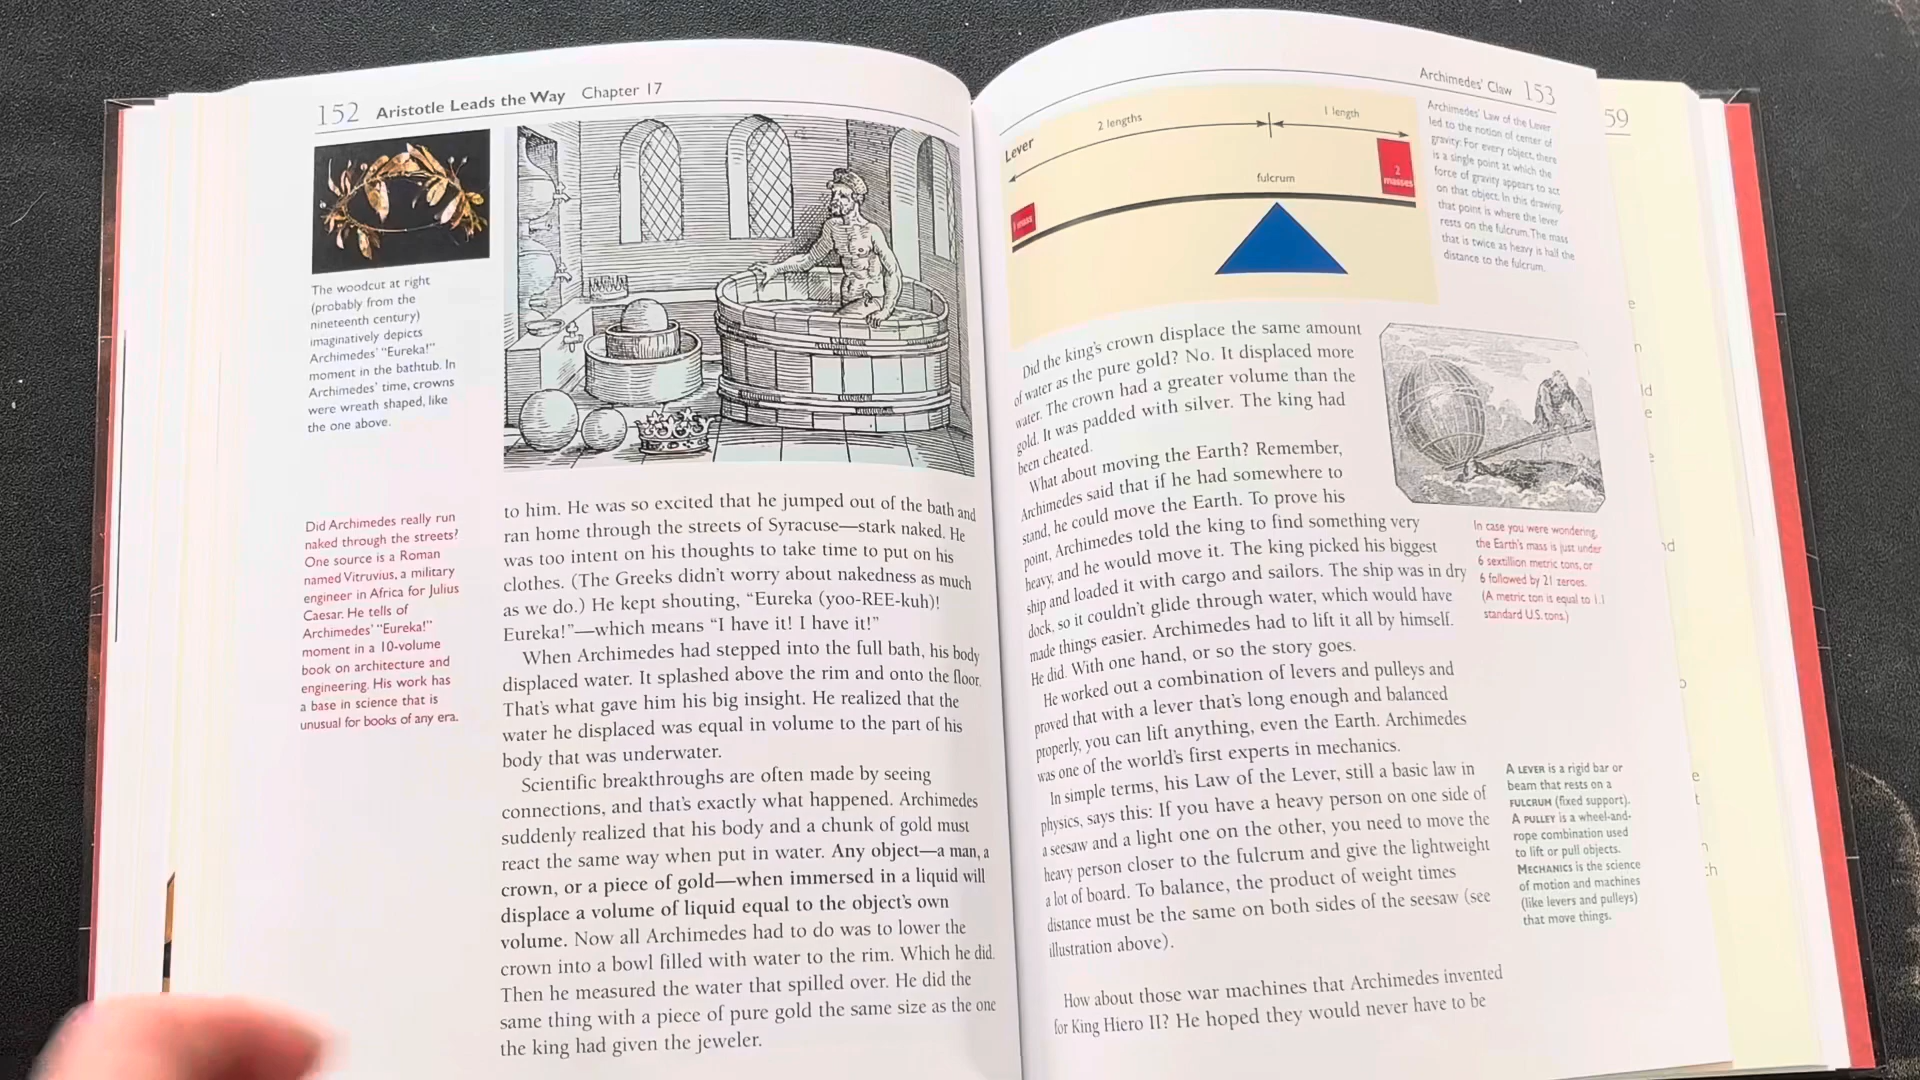 152 Aristotle Leads the Way Chapter 17
The woodcut at right
(probably from the
nineteenth century)
imaginatively depicts
Archimedes' “Eureka!”
moment in the bathtub. In
Archimedes' time, crowns
were wreath shaped, like
the one above.
Did Archimedes really run
naked through the streets?
One source is a Roman
named Vitruvius, a military
engineer in Africa for Julius
Caesar. He tells of
Archimedes' “Eureka!”
moment in a 10-volume
book on architecture and
engineering. His work has
a base in science that is
unusual for books of any era.
to him. He was so excited that he jumped out of the bath and
ran home through the streets of Syracuse—stark naked. He
was too intent on his thoughts to take time to put on his
clothes. (The Greeks didn't worry about nakedness as much
as we do.) He kept shouting, “Eureka (yoo-REE-kuh)!
Eureka!”—which means “I have it! I have it!”
When Archimedes had stepped into the full bath, his body
displaced water. It splashed above the rim and onto the floor.
That's what gave him his big insight. He realized that the
water he displaced was equal in volume to the part of his
body that was underwater.
Scientific breakthroughs are often made by seeing
connections, and that's exactly what happened. Archimedes
suddenly realized that his body and a chunk of gold must
react the same way when put in water. Any object—a man, a
crown, or a piece of gold—when immersed in a liquid will
displace a volume of liquid equal to the object's own
volume. Now all Archimedes had to do was to lower the
crown into a bowl filled with water to the rim. Which he did.
Then he measured the water that spilled over. He did the
same thing with a piece of pure gold the same size as the one
the king had given the jeweler.
Archimedes' Claw 153
Lever
2 lengths
1 length
fulcrum
1 mass
2
masses
Archimedes' Law of the Lever
led to the notion of center of
gravity: For every object, there
is a single point at which the
force of gravity appears to act
on that object. In this drawing,
that point is where the lever
rests on the fulcrum. The mass
that is twice as heavy is half the
distance to the fulcrum.
Did the king's crown displace the same amount
of water as the pure gold? No. It displaced more
water. The crown had a greater volume than the
gold. It was padded with silver. The king had
been cheated.
What about moving the Earth? Remember,
Archimedes said that if he had somewhere to
stand, he could move the Earth. To prove his
point, Archimedes told the king to find something very
heavy, and he would move it. The king picked his biggest
ship and loaded it with cargo and sailors. The ship was in dry
dock, so it couldn't glide through water, which would have
made things easier. Archimedes had to lift it all by himself.
He did. With one hand, or so the story goes.
He worked out a combination of levers and pulleys and
proved that with a lever that's long enough and balanced
properly, you can lift anything, even the Earth. Archimedes
was one of the world's first experts in mechanics.
In simple terms, his Law of the Lever, still a basic law in
physics, says this: If you have a heavy person on one side of
a seesaw and a light one on the other, you need to move the
heavy person closer to the fulcrum and give the lightweight
a lot of board. To balance, the product of weight times
distance must be the same on both sides of the seesaw (see
illustration above).
How about those war machines that Archimedes invented
for King Hiero II? He hoped they would never have to be
In case you were wondering,
the Earth's mass is just under
6 sextillion metric tons, or
6 followed by 21 zeroes.
(A metric ton is equal to 1.1
standard U.S. tons.)
A LEVER is a rigid bar or
beam that rests on a
FULCRUM (fixed support).
A PULLEY is a wheel-and-
rope combination used
to lift or pull objects.
MECHANICS is the science
of motion and machines
(like levers and pulleys)
that move things.
59